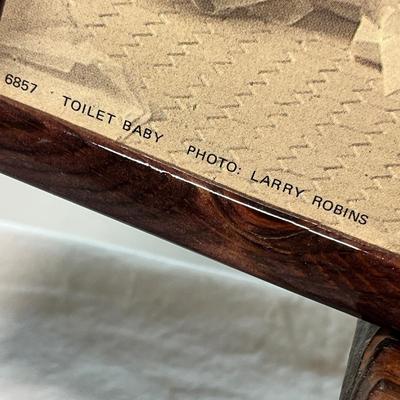 6857 · TOILET BABY PHOTO: LARRY ROBINS